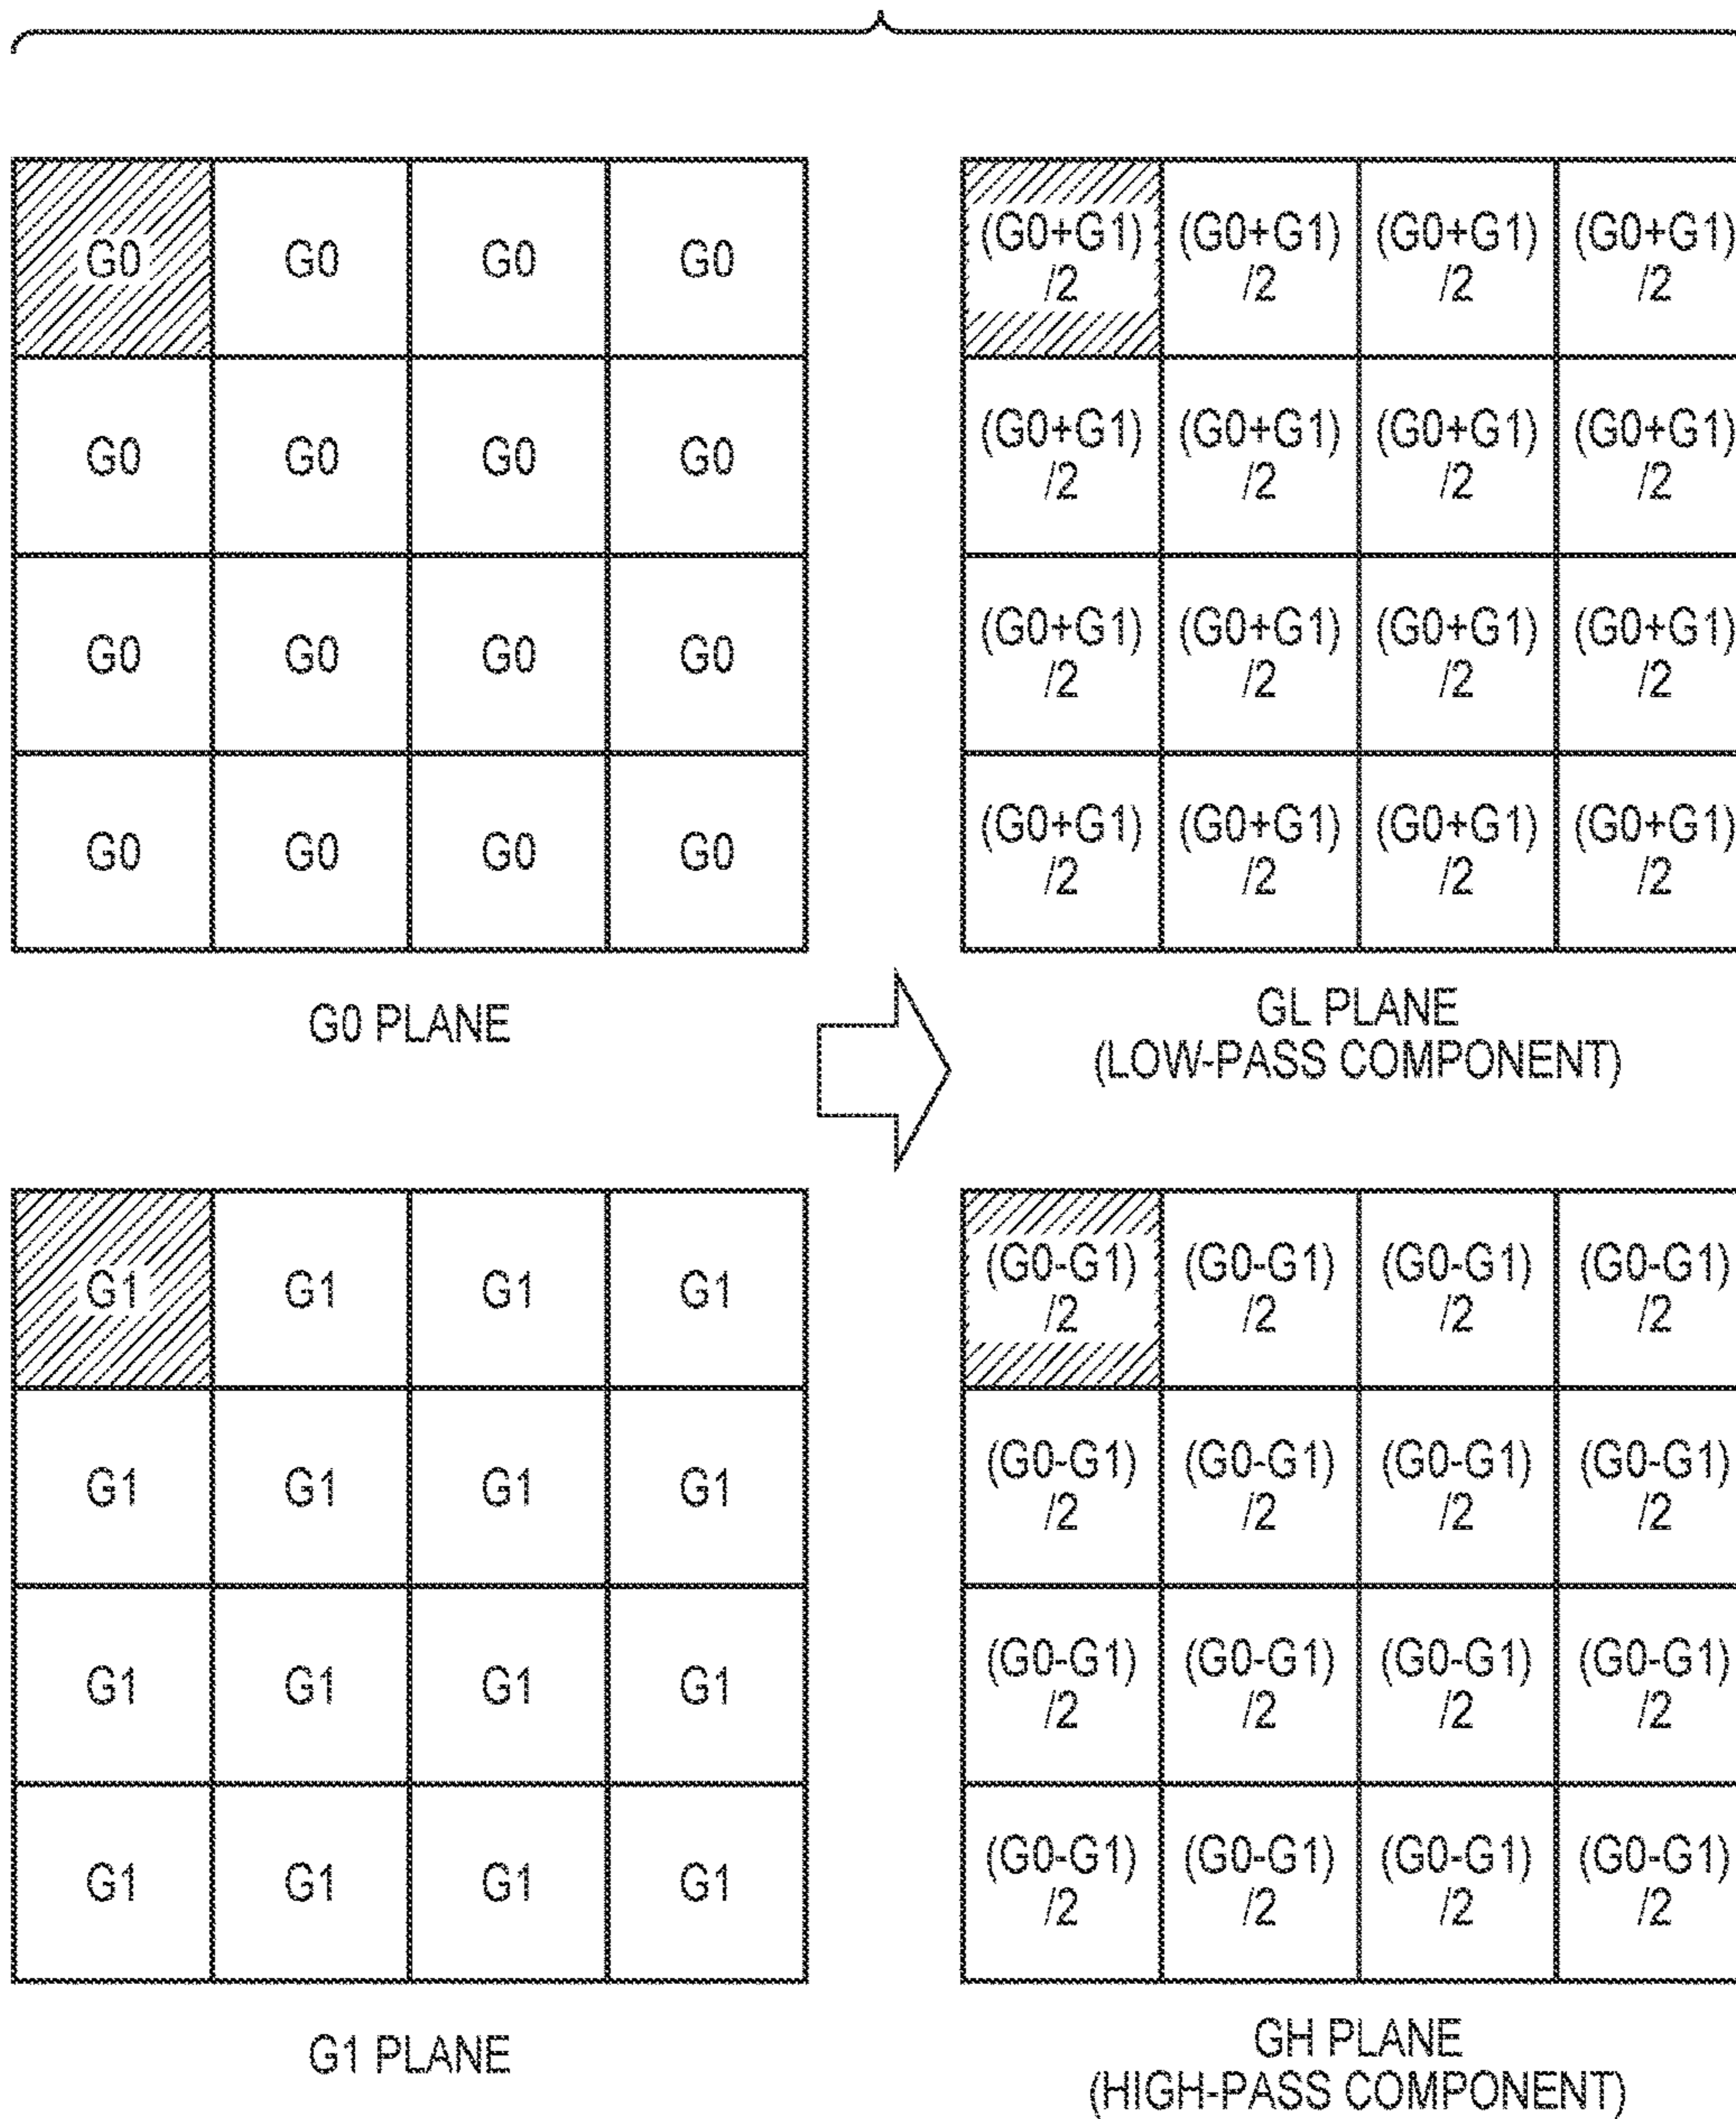 G0 G0 G0 G0
G0 G0 G0 G0
G0 G0 G0 G0
G0 G0 G0 G0
G0 PLANE
(G0+G1) (G0+G1) (G0+G1) (G0+G1)
/2 /2 /2 /2
(G0+G1) (G0+G1) (G0+G1) (G0+G1)
/2 /2 /2 /2
(G0+G1) (G0+G1) (G0+G1) (G0+G1)
/2 /2 /2 /2
(G0+G1) (G0+G1) (G0+G1) (G0+G1)
/2 /2 /2 /2
GL PLANE
(LOW-PASS COMPONENT)
G1 G1 G1 G1
G1 G1 G1 G1
G1 G1 G1 G1
G1 G1 G1 G1
G1 PLANE
(G0-G1) (G0-G1) (G0-G1) (G0-G1)
/2 /2 /2 /2
(G0-G1) (G0-G1) (G0-G1) (G0-G1)
/2 /2 /2 /2
(G0-G1) (G0-G1) (G0-G1) (G0-G1)
/2 /2 /2 /2
(G0-G1) (G0-G1) (G0-G1) (G0-G1)
/2 /2 /2 /2
GH PLANE
(HIGH-PASS COMPONENT)